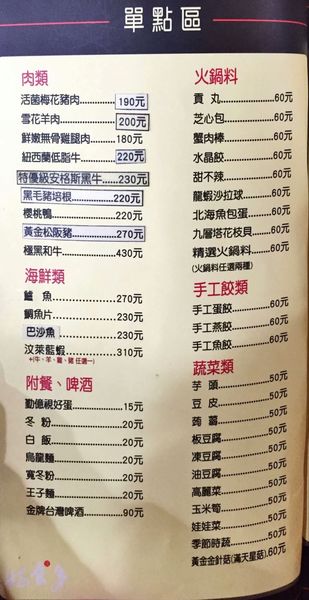 單點區
肉類
活菌梅花豬肉............190元
雪花羊肉............200元
鮮嫩無骨雞腿肉............180元
紐西蘭低脂牛............220元
特優級安格斯黑牛............230元
黑毛豬培根............220元
櫻桃鴨............220元
黃金松阪豬............270元
極黑和牛............430元
海鮮類
鱸 魚............270元
鯛魚片............230元
巴沙魚............230元
汶萊藍蝦............310元
+(牛、羊、雞、豬 任選一)
附餐、啤酒
勤億視好蛋............15元
冬 粉............20元
白 飯............20元
烏龍麵............20元
寬冬粉............20元
王子麵............20元
金牌台灣啤酒............90元
火鍋料
貢 丸............60元
芝心包............60元
蟹肉棒............60元
水晶餃............60元
甜不辣............60元
龍蝦沙拉球............60元
北海魚包蛋............60元
九層塔花枝貝............60元
精選火鍋料............60元
(火鍋料任選兩種)
手工餃類
手工蛋餃............60元
手工燕餃............60元
手工魚餃............60元
蔬菜類
芋 頭............50元
豆 皮............50元
蒟 蒻............50元
板豆腐............50元
凍豆腐............50元
油豆腐............50元
高麗菜............50元
玉米筍............50元
娃娃菜............50元
季節時蔬............50元
黃金金針菇(滿天星菇).60元